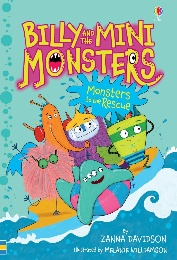 BILLY AND THE MINI
MONSTERS
Monsters
to the Rescue
ZANNA DAVIDSON
Illustrated by MELANIE WILLIAMSON